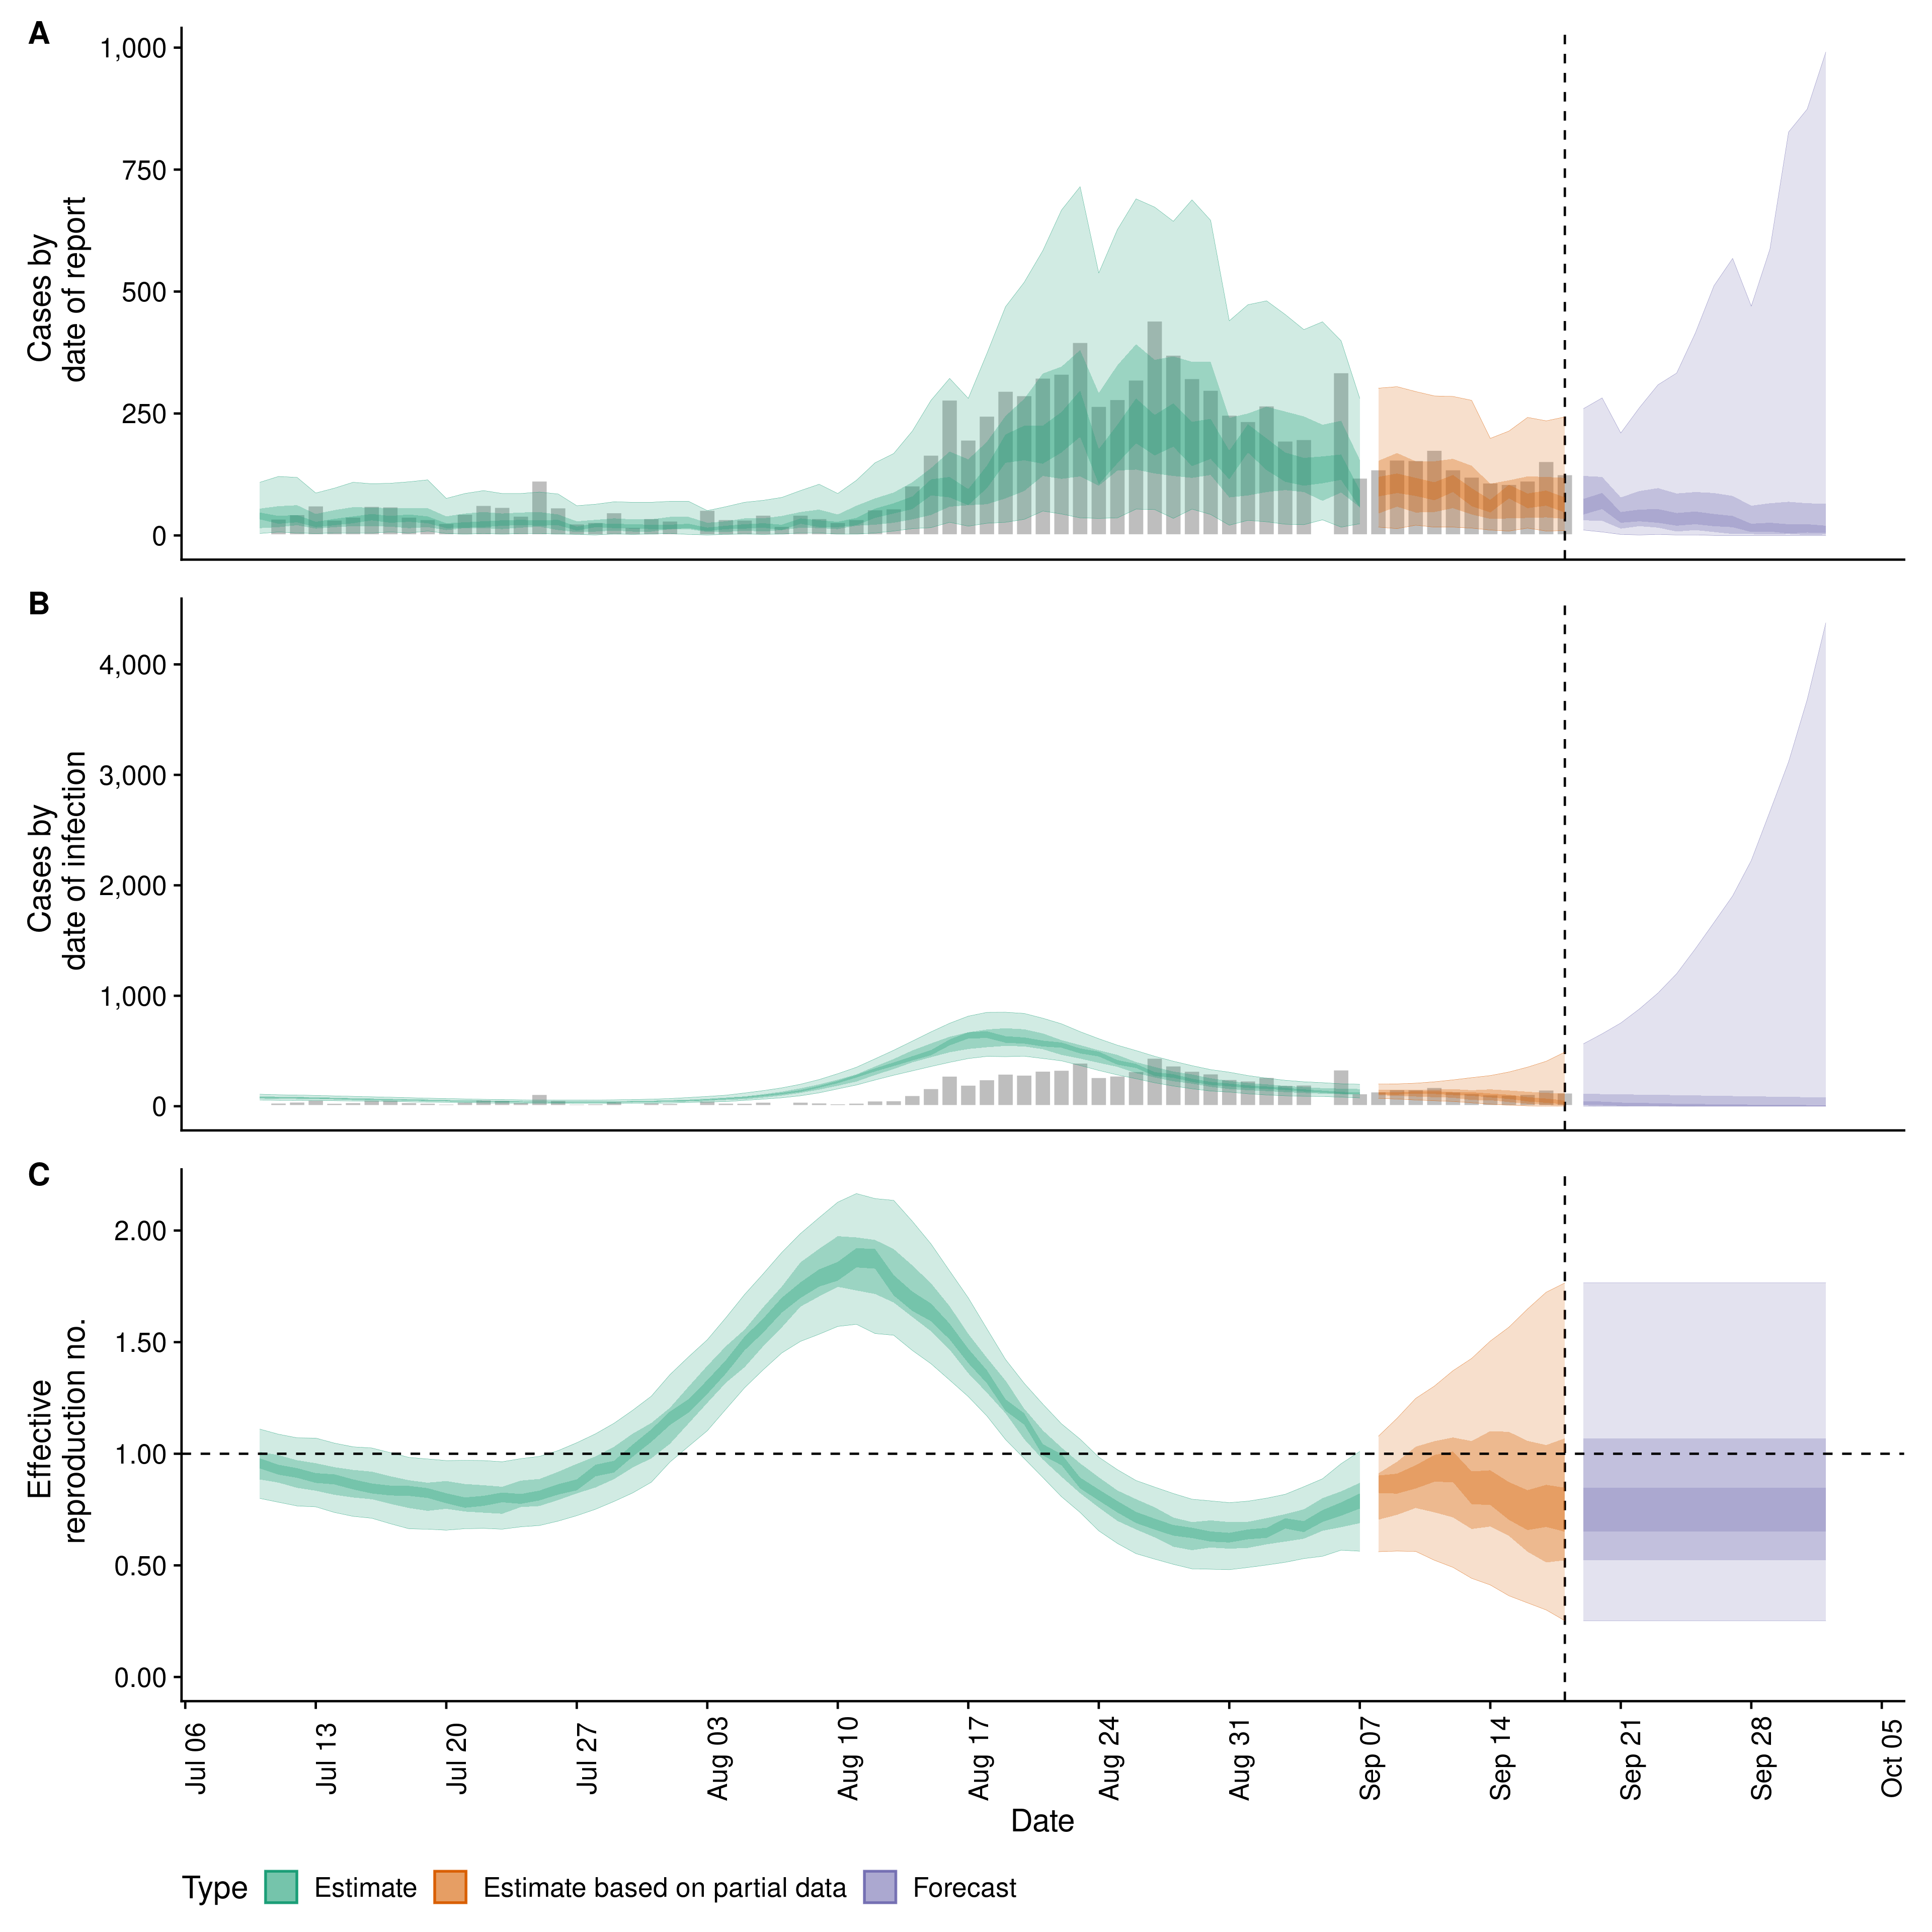 A
1,000
750
500
250
0
Cases by
date of report
B
4,000
3,000
2,000
1,000
0
Cases by
date of infection
C
2.00
1.50
1.00
0.50
0.00
Effective
reproduction no.
Jul 06
Jul 13
Jul 20
Jul 27
Aug 03
Aug 10
Aug 17
Aug 24
Aug 31
Sep 07
Sep 14
Sep 21
Sep 28
Oct 05
Date
Type Estimate Estimate based on partial data Forecast